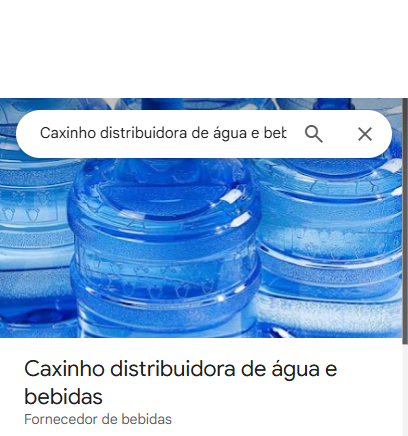 Caxinho distribuidora de água e beb
Caxinho distribuidora de água e
bebidas
Fornecedor de bebidas